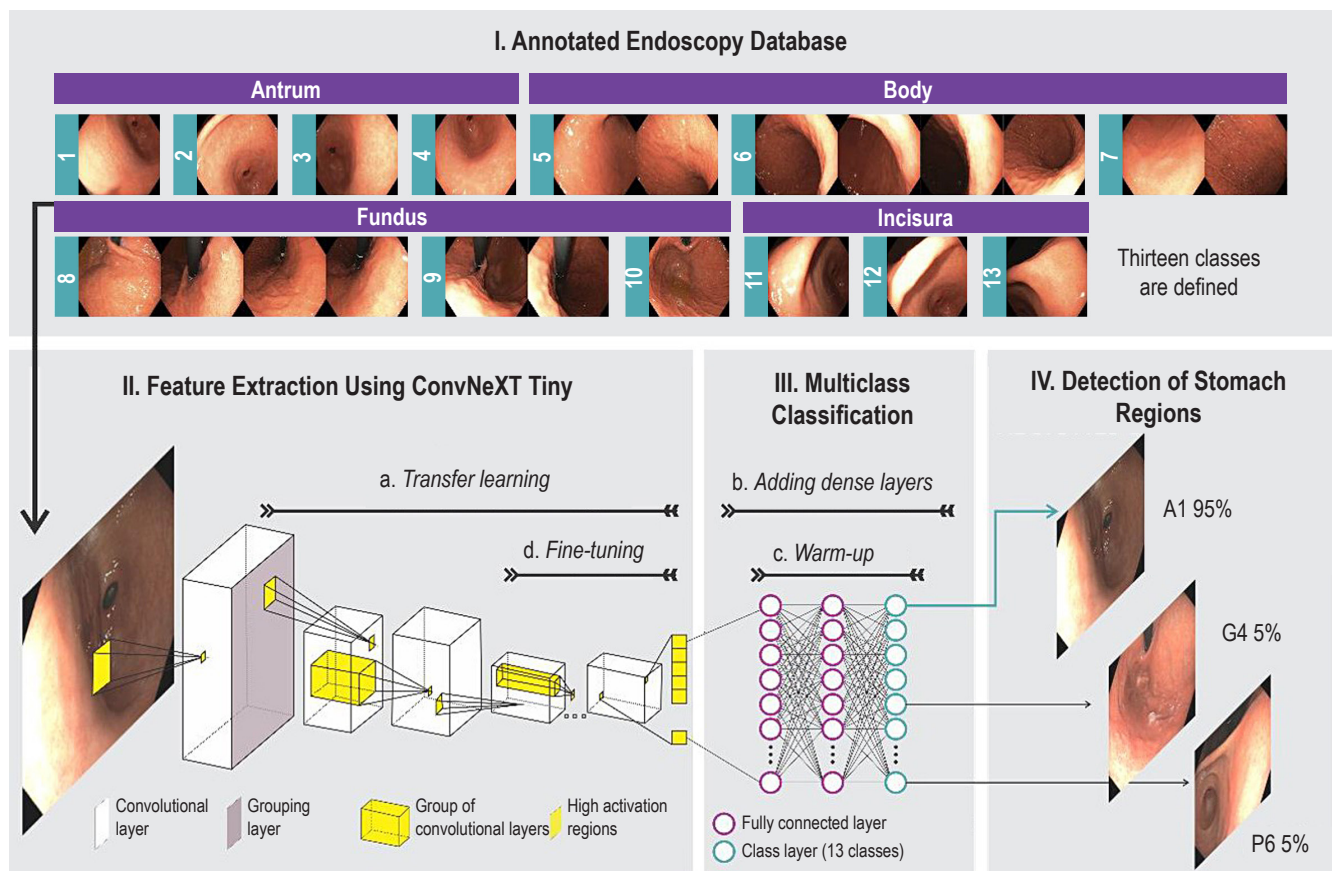 I. Annotated Endoscopy Database
Antrum
Body
1
2
3
4
5
6
7
Fundus
Incisura
8
9
10
11
12
13
Thirteen classes
are defined
II. Feature Extraction Using ConvNeXT Tiny
a. Transfer learning
d. Fine-tuning
Convolutional
layer
Grouping
layer
Group of
convolutional layers
High activation
regions
III. Multiclass
Classification
b. Adding dense layers
c. Warm-up
Fully connected layer
Class layer (13 classes)
IV. Detection of Stomach
Regions
A1 95%
G4 5%
P6 5%